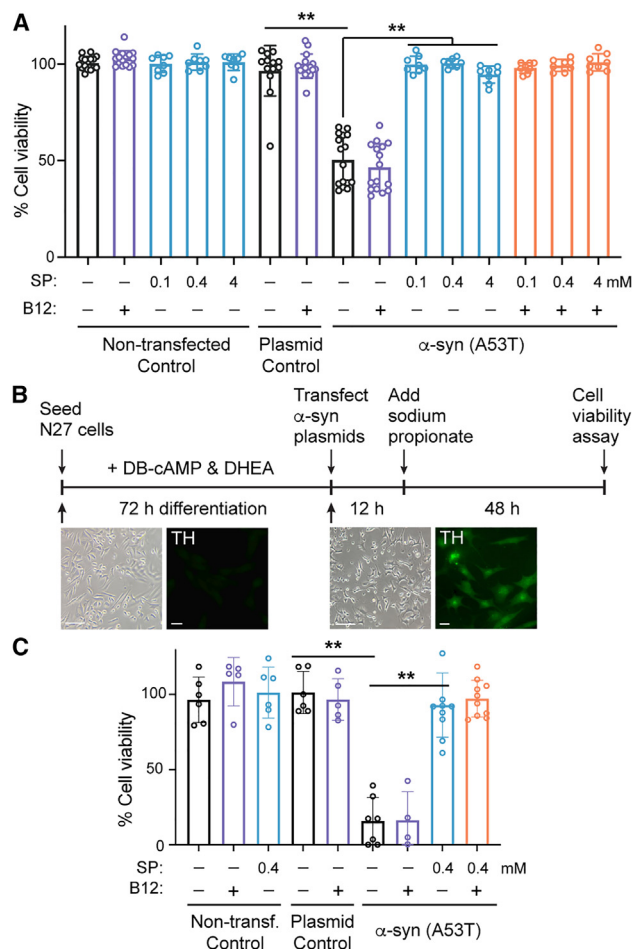 A
**
**
% Cell viability
100
50
0
SP: – – 0.1 0.4 4 – – – – 0.1 0.4 4 0.1 0.4 4 mM
B12: – + – – – – + – + – – – + + +
Non-transfected Control
Plasmid Control
α-syn (A53T)
B
Seed N27 cells
Transfect α-syn plasmids
Add sodium propionate
Cell viability assay
+ DB-cAMP & DHEA
72 h differentiation
12 h
48 h
TH
TH
C
**
**
% Cell viability
100
50
0
SP: – – 0.4 – – – – 0.4 0.4 mM
B12: – + – – + – + – +
Non-transf. Control
Plasmid Control
α-syn (A53T)